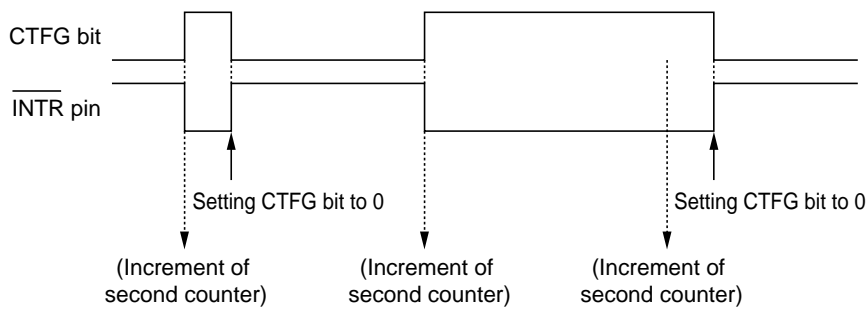 CTFG bit
INTR pin
Setting CTFG bit to 0
Setting CTFG bit to 0
(Increment of
second counter)
(Increment of
second counter)
(Increment of
second counter)